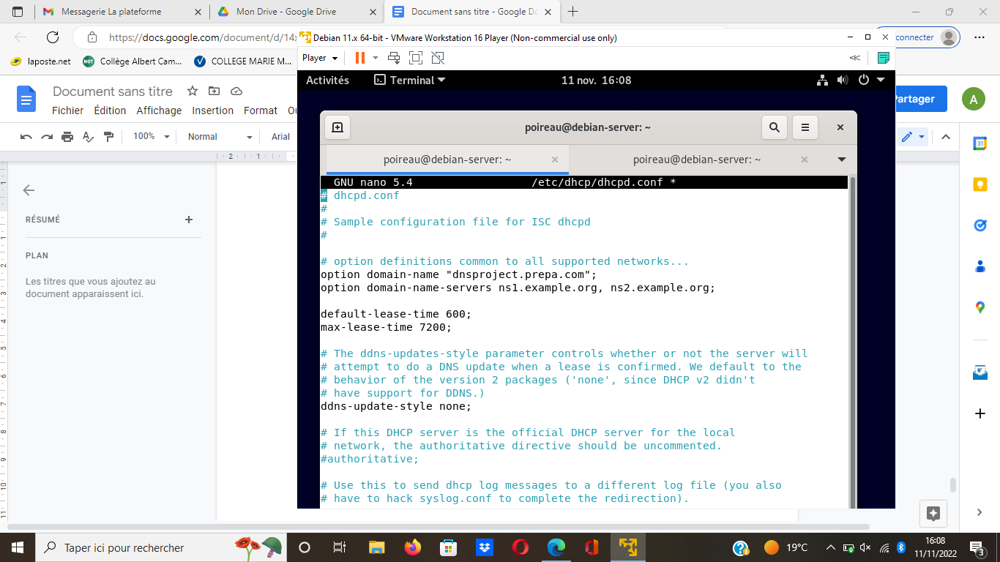 Messagerie La plateforme
Mon Drive - Google Drive
Document sans titre - Google Do
https://docs.google.com/document/d/14
connecter
Debian 11.x 64-bit - VMware Workstation 16 Player (Non-commercial use only)
Player
laposte.net
Collège Albert Cam...
COLLEGE MARIE M...
Activités
Terminal
11 nov. 16:08
Document sans titre
Partager
A
Fichier Édition Affichage Insertion Format
100%
Normal
Arial
poireau@debian-server: ~
poireau@debian-server: ~
poireau@debian-server: ~
GNU nano 5.4 /etc/dhcp/dhcpd.conf *
# dhcpd.conf
#
# Sample configuration file for ISC dhcpd
#
# option definitions common to all supported networks...
option domain-name "dnsproject.prepa.com";
option domain-name-servers ns1.example.org, ns2.example.org;
default-lease-time 600;
max-lease-time 7200;
# The ddns-updates-style parameter controls whether or not the server will
# attempt to do a DNS update when a lease is confirmed. We default to the
# behavior of the version 2 packages ('none', since DHCP v2 didn't
# have support for DDNS.)
ddns-update-style none;
# If this DHCP server is the official DHCP server for the local
# network, the authoritative directive should be uncommented.
#authoritative;
# Use this to send dhcp log messages to a different log file (you also
# have to hack syslog.conf to complete the redirection).
RÉSUMÉ
PLAN
Les titres que vous ajoutez au
document apparaissent ici.
Taper ici pour rechercher
19°C
16:08
11/11/2022
3